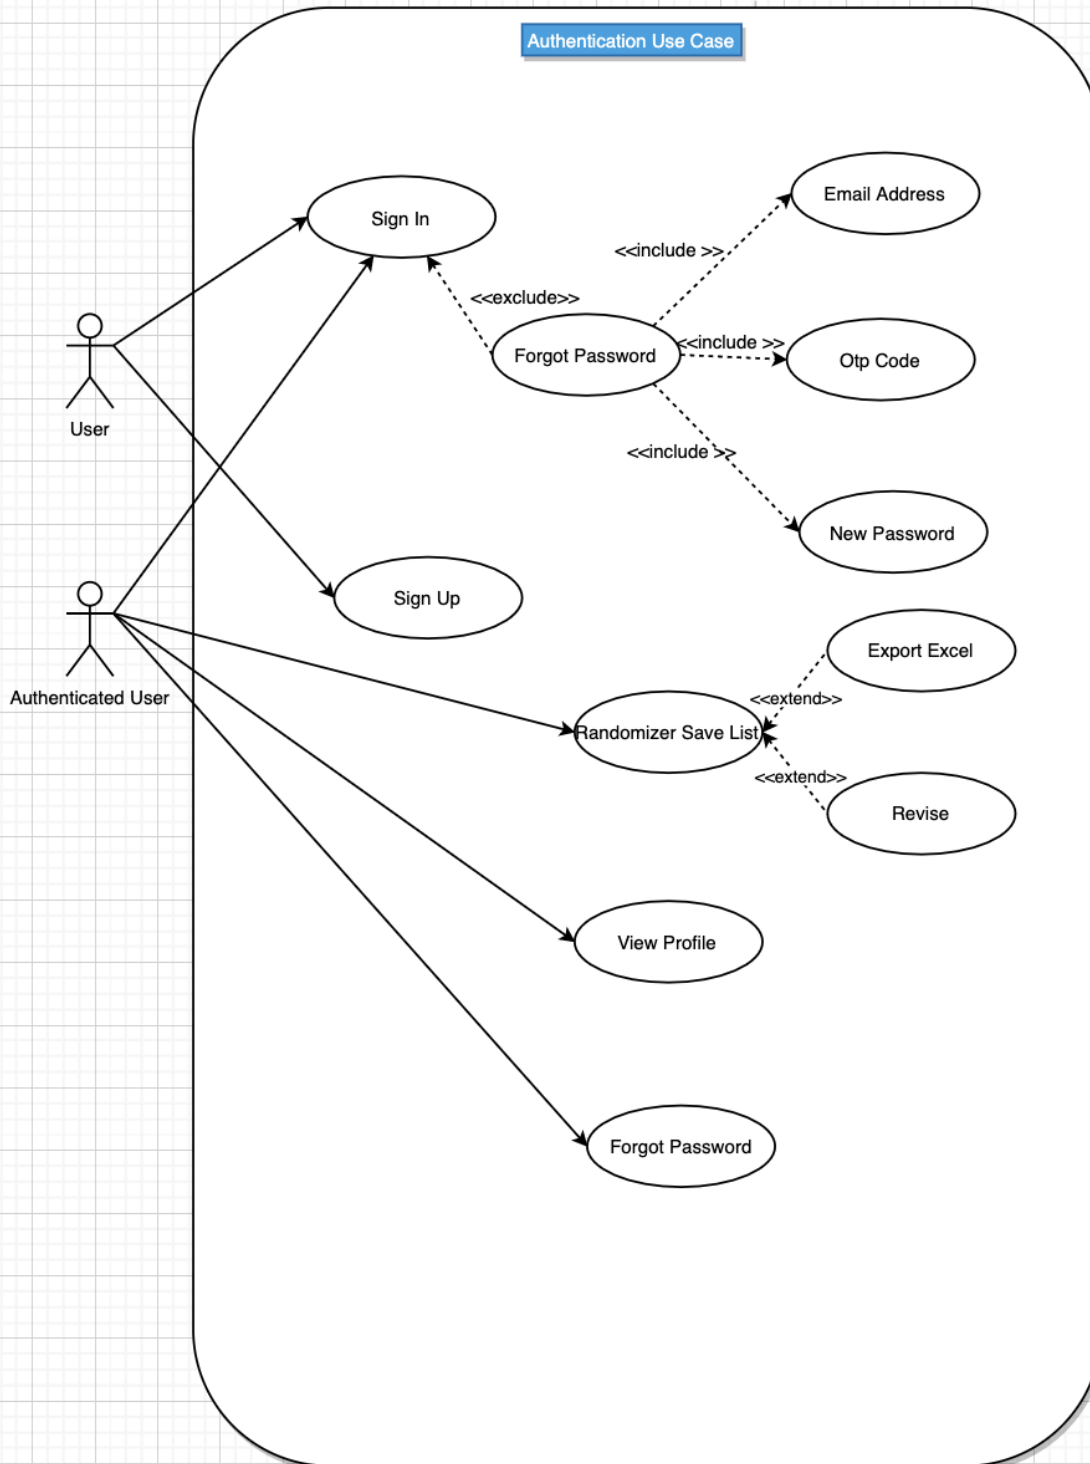 Authentication Use Case
Email Address
Sign In
<<include >>
<<exclude>>
<<include >>
Forgot Password
Otp Code
User
<<include >>
New Password
Sign Up
Export Excel
Authenticated User
<<extend>>
Randomizer Save List
<<extend>>
Revise
View Profile
Forgot Password